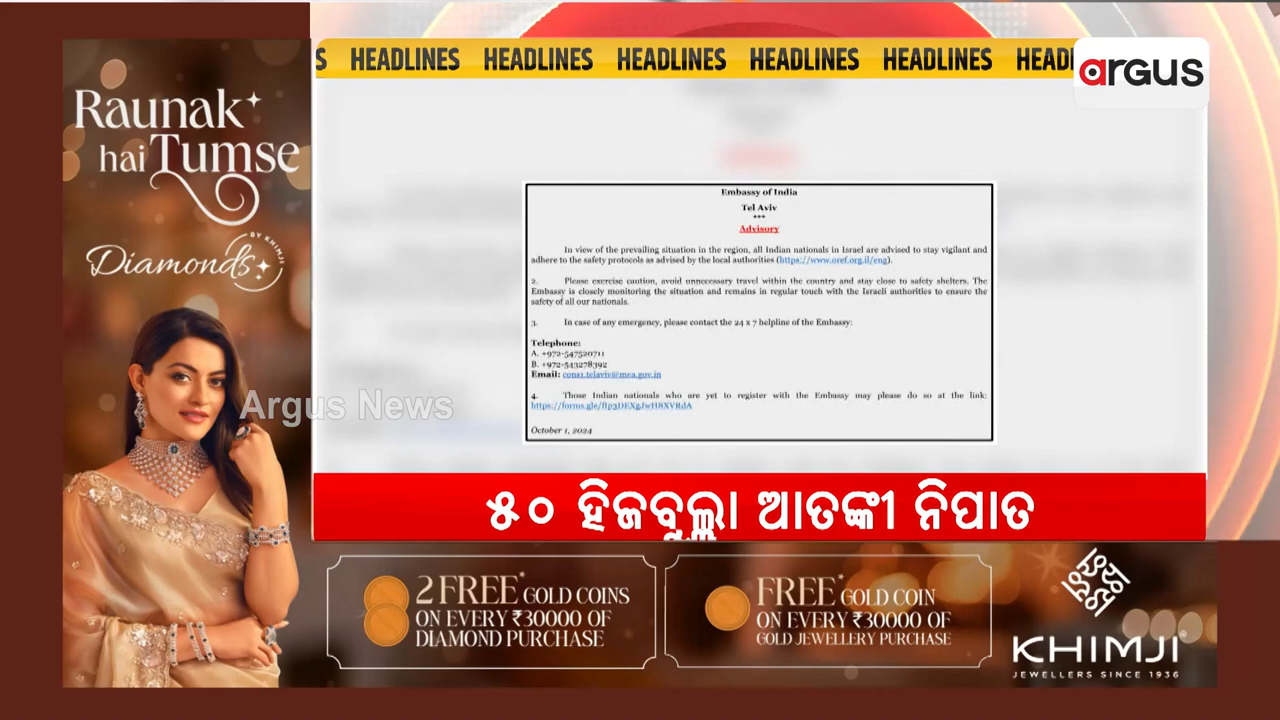 S HEADLINES HEADLINES HEADLINES HEADLINES HEADLINES HEADL
argus
Raunak
hai Tumse
BY KHIMJI
Diamonds
Embassy of India
Tel Aviv
***
Advisory
In view of the prevailing situation in the region, all Indian nationals in Israel are advised to stay vigilant and
adhere to the safety protocols as advised by the local authorities (https://www.oref.org.il/eng).
2. Please exercise caution, avoid unnecessary travel within the country and stay close to safety shelters. The
Embassy is closely monitoring the situation and remains in regular touch with the Israeli authorities to ensure the
safety of all our nationals.
3. In case of any emergency, please contact the 24 x 7 helpline of the Embassy:
Telephone:
A. +972-547520711
B. +972-543278392
Email: cons1.telaviv@mea.gov.in
4. Those Indian nationals who are yet to register with the Embassy may please do so at the link:
October 1, 2024
Argus News
୫୦ ହିଜବୁଲ୍ଲା ଆତଙ୍କୀ ନିପାତ
2 FREE* GOLD COINS
ON EVERY ₹30000 OF
DIAMOND PURCHASE
FREE* GOLD COIN
ON EVERY ₹30000 OF
GOLD JEWELLERY PURCHASE
KHIMJI®
JEWELLERS SINCE 1936